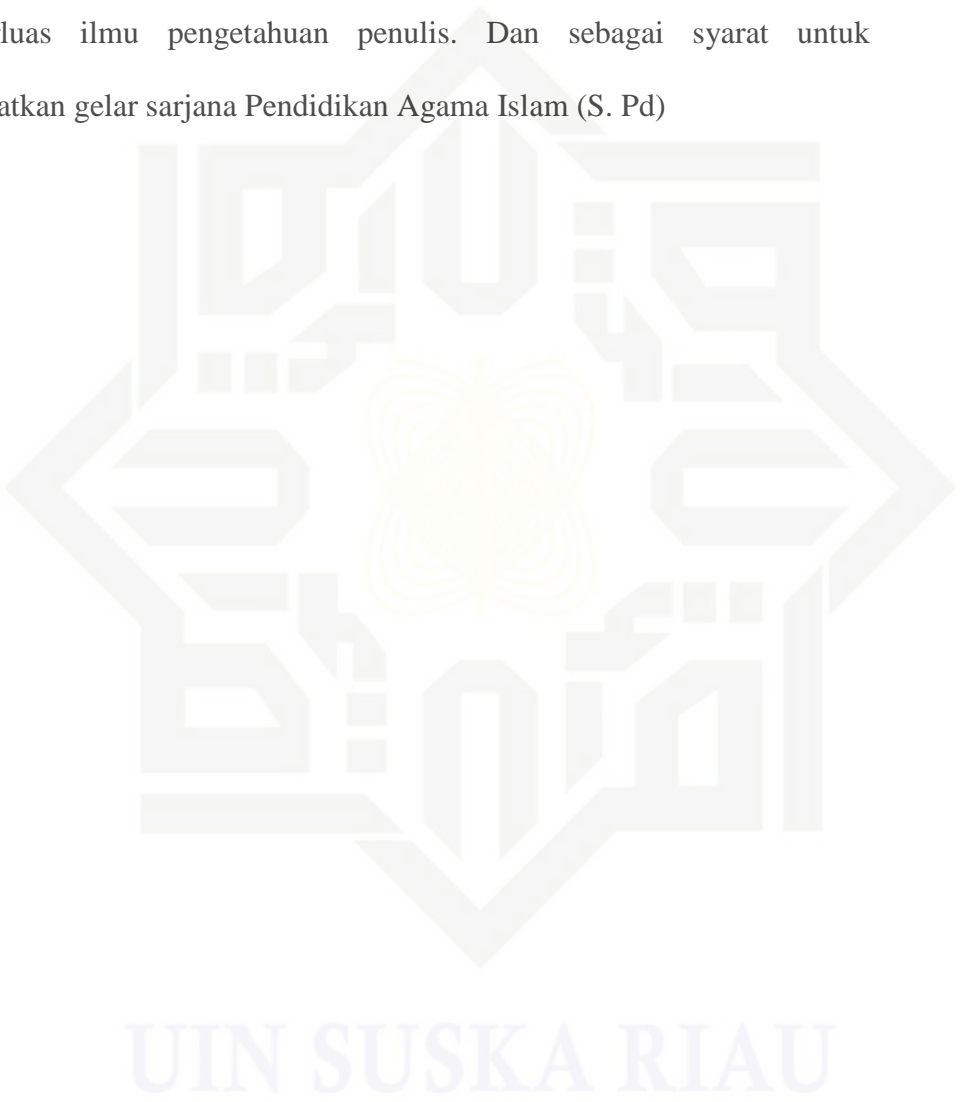 luas ilmu pengetahuan penulis. Dan sebagai syarat untuk
atkan gelar sarjana Pendidikan Agama Islam (S. Pd)
UIN SUSKA RIAU